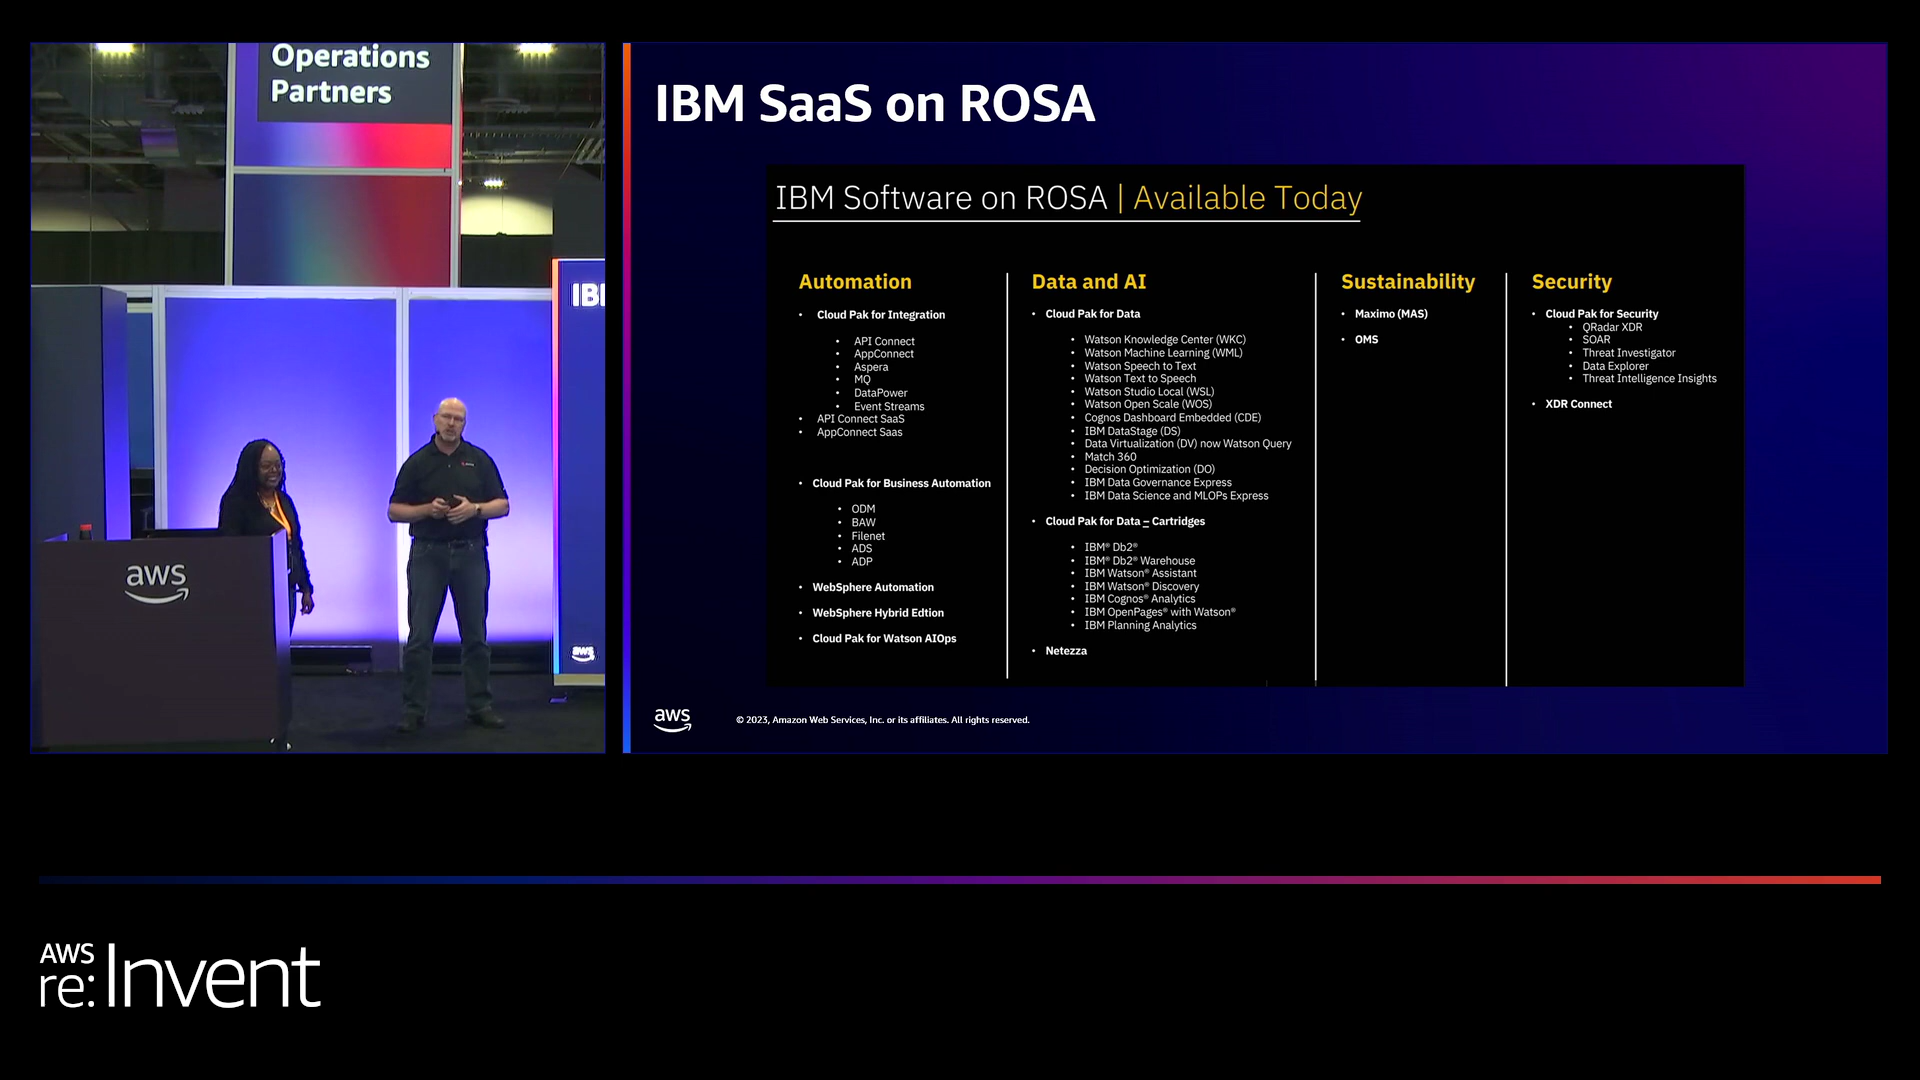 Operations
Partners
IB
aws
aws
IBM SaaS on ROSA
IBM Software on ROSA | Available Today
Automation
• Cloud Pak for Integration
• API Connect
• AppConnect
• Aspera
• MQ
• DataPower
• Event Streams
• API Connect SaaS
• AppConnect Saas
• Cloud Pak for Business Automation
• ODM
• BAW
• Filenet
• ADS
• ADP
• WebSphere Automation
• WebSphere Hybrid Edtion
• Cloud Pak for Watson AIOps
Data and AI
• Cloud Pak for Data
• Watson Knowledge Center (WKC)
• Watson Machine Learning (WML)
• Watson Speech to Text
• Watson Text to Speech
• Watson Studio Local (WSL)
• Watson Open Scale (WOS)
• Cognos Dashboard Embedded (CDE)
• IBM DataStage (DS)
• Data Virtualization (DV) now Watson Query
• Match 360
• Decision Optimization (DO)
• IBM Data Governance Express
• IBM Data Science and MLOPs Express
• Cloud Pak for Data – Cartridges
• IBM® Db2®
• IBM® Db2® Warehouse
• IBM Watson® Assistant
• IBM Watson® Discovery
• IBM Cognos® Analytics
• IBM OpenPages® with Watson®
• IBM Planning Analytics
• Netezza
Sustainability
• Maximo (MAS)
• OMS
Security
• Cloud Pak for Security
• QRadar XDR
• SOAR
• Threat Investigator
• Data Explorer
• Threat Intelligence Insights
• XDR Connect
aws
© 2023, Amazon Web Services, Inc. or its affiliates. All rights reserved.
AWS
re:Invent